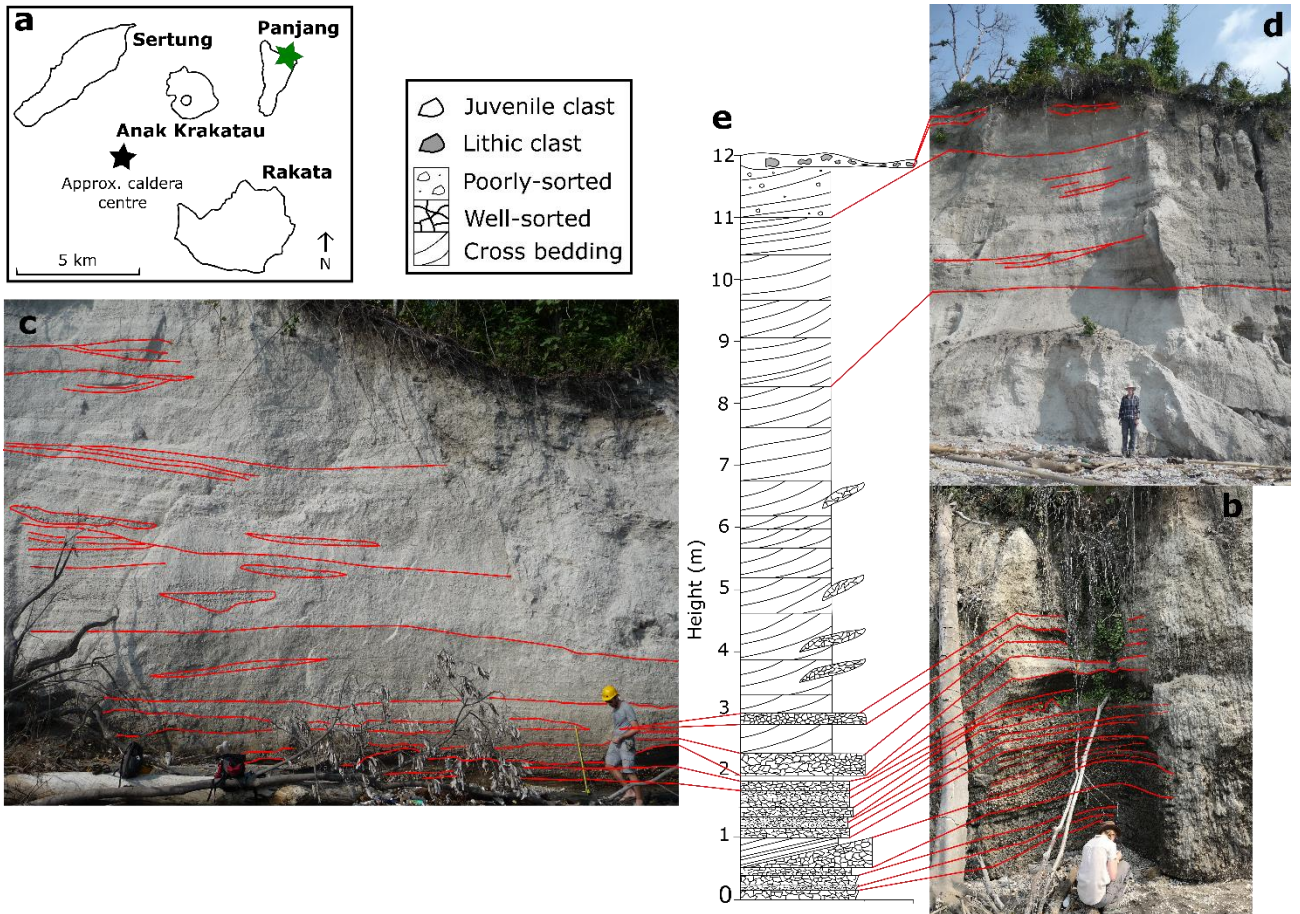 a
Sertung
Panjang
Anak Krakatau
Approx. caldera
centre
Rakata
5 km
N
Juvenile clast
Lithic clast
Poorly-sorted
Well-sorted
Cross bedding
c
e
12
11
10
9
8
7
6
5
4
3
2
1
0
Height (m)
d
b